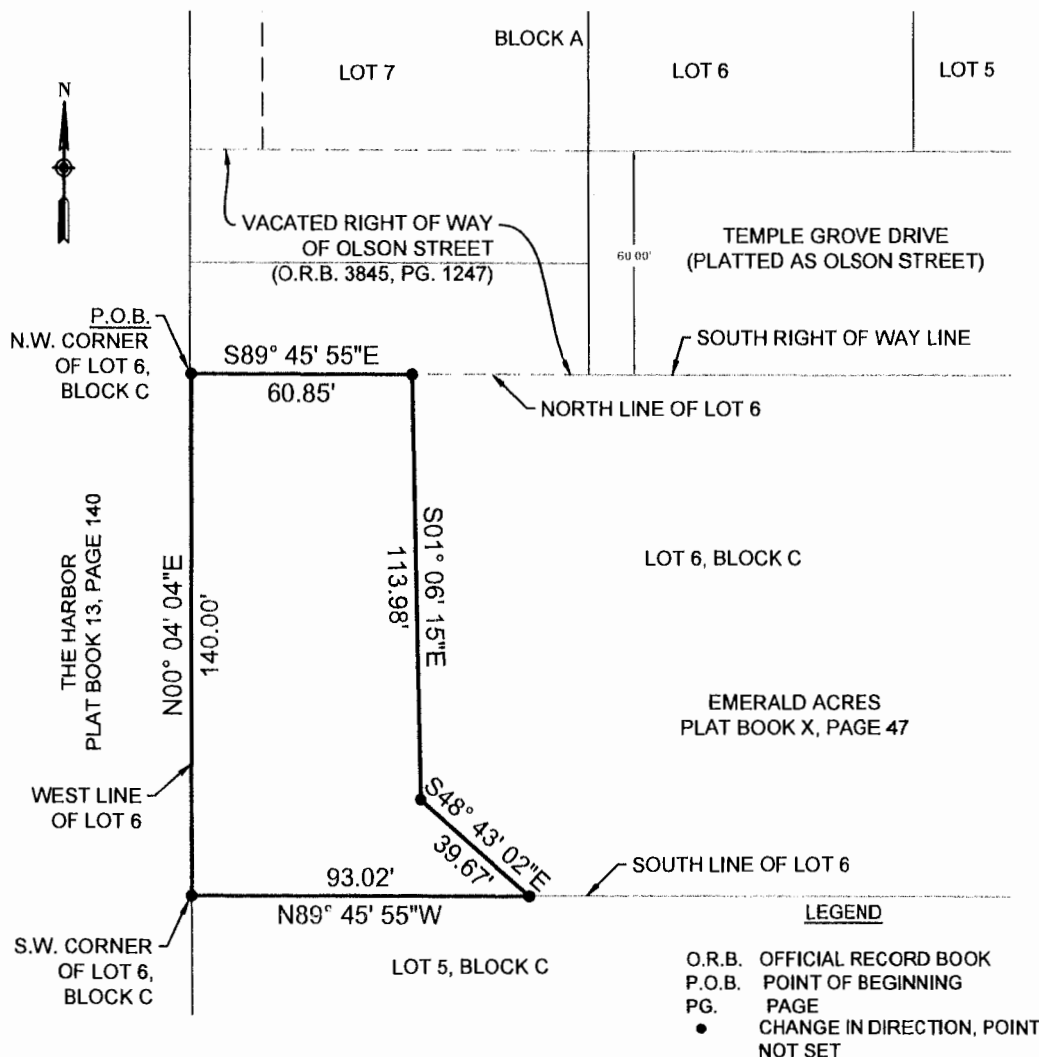 BLOCK A
LOT 7
LOT 6
LOT 5
N
VACATED RIGHT OF WAY
OF OLSON STREET
(O.R.B. 3845, PG. 1247)
60.00'
TEMPLE GROVE DRIVE
(PLATTED AS OLSON STREET)
P.O.B.
N.W. CORNER
OF LOT 6,
BLOCK C
S89° 45' 55"E
60.85'
SOUTH RIGHT OF WAY LINE
NORTH LINE OF LOT 6
THE HARBOR
PLAT BOOK 13, PAGE 140
N00° 04' 04"E
140.00'
S01° 06' 15"E
113.98'
LOT 6, BLOCK C
EMERALD ACRES
PLAT BOOK X, PAGE 47
WEST LINE
OF LOT 6
S48° 43' 02"E
39.67'
93.02'
N89° 45' 55"W
SOUTH LINE OF LOT 6
S.W. CORNER
OF LOT 6,
BLOCK C
LOT 5, BLOCK C
LEGEND
O.R.B. OFFICIAL RECORD BOOK
P.O.B. POINT OF BEGINNING
PG. PAGE
● CHANGE IN DIRECTION, POINT
NOT SET